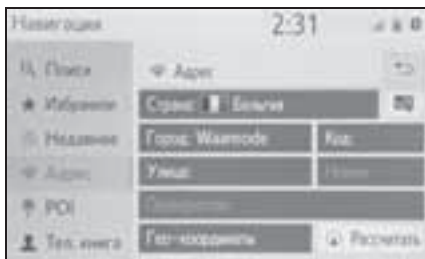 Навигация 2:31
Поиск
Адрес
Избранное
Страна: Бельгия
Недавние
Город: Waanrode
Код:
Адрес
Улица:
POI
Тел. книга
Гео-координаты
Рассчитать